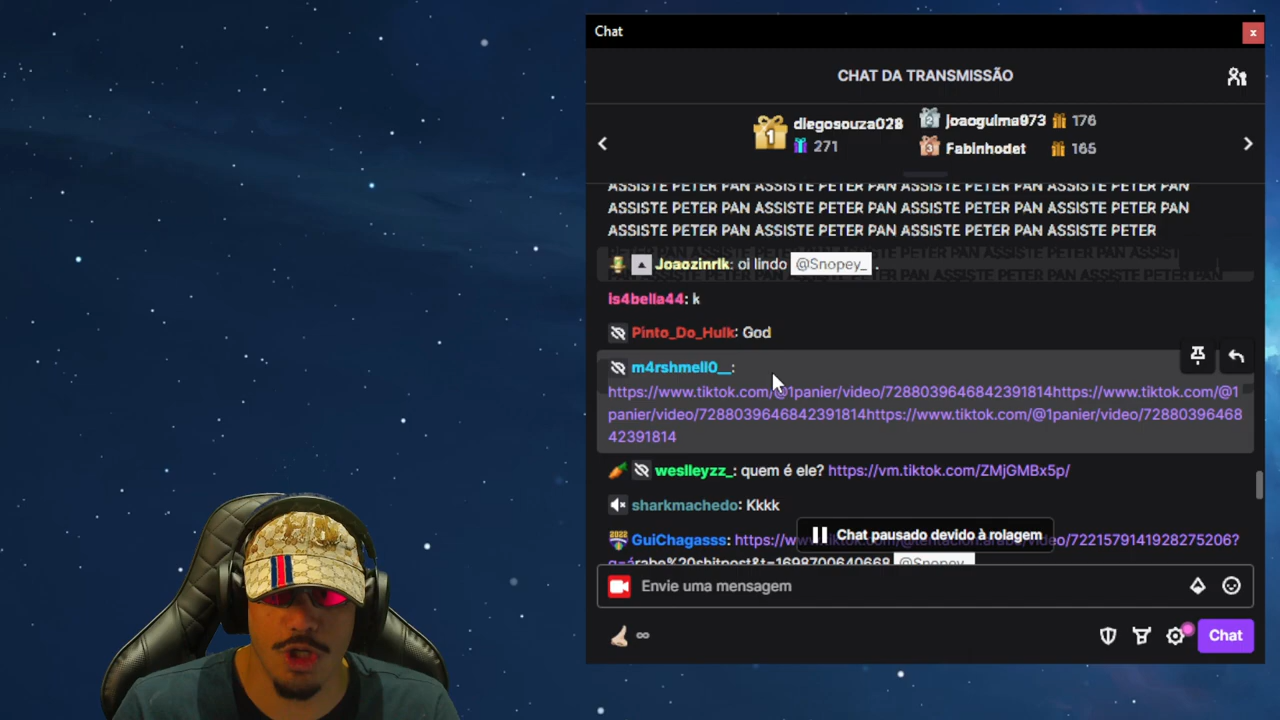 Chat
x
CHAT DA TRANSMISSÃO
1 diegosouza028 271
2 joaoguima973 176
3 Fabinhodet 165
ASSISTE PETER PAN ASSISTE PETER PAN ASSISTE PETER PAN ASSISTE PETER PAN
ASSISTE PETER PAN ASSISTE PETER PAN ASSISTE PETER PAN ASSISTE PETER PAN
ASSISTE PETER PAN ASSISTE PETER PAN ASSISTE PETER PAN ASSISTE PETER
Joaozinrlk: oi lindo @Snopey_ .
is4bella44: k
Pinto_Do_Hulk: God
m4rshmell0__:
https://www.tiktok.com/@1panier/video/7288039646842391814https://www.tiktok.com/@1
panier/video/7288039646842391814https://www.tiktok.com/@1panier/video/72880396468
42391814
weslleyzz_: quem é ele? https://vm.tiktok.com/ZMjGMBx5p/
sharkmachedo: Kkkk
2022 GuiChagasss:
Chat pausado devido à rolagem
Envie uma mensagem
∞
Chat